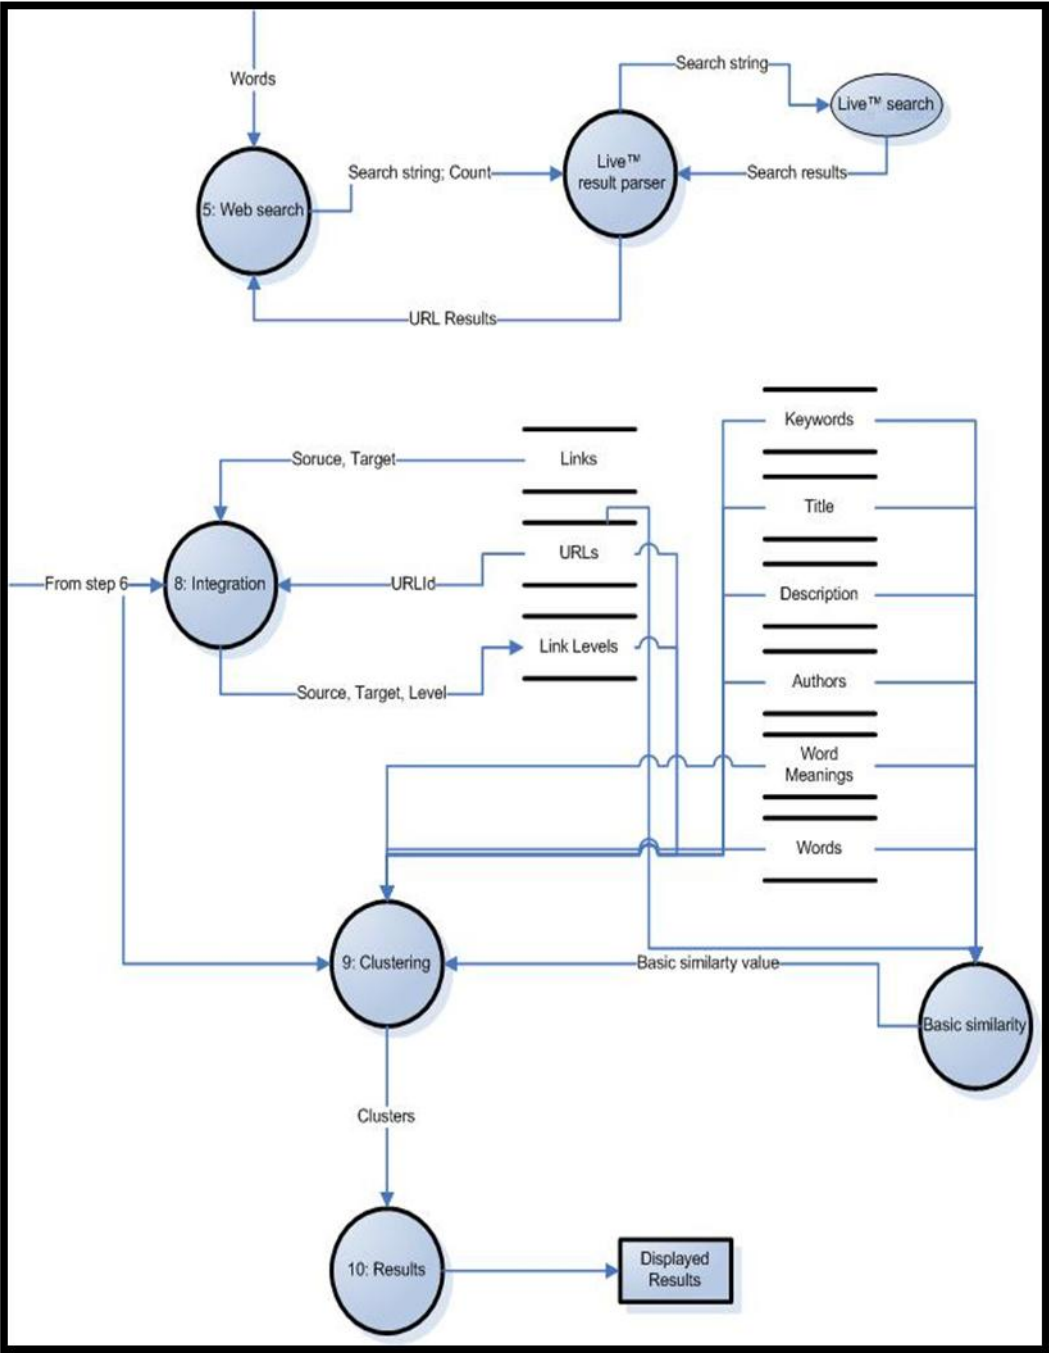 Words
Search string
Live™ search
Search string; Count
Live™
result parser
Search results
5: Web search
URL Results
Keywords
Soruce, Target
Links
Title
URLs
From step 6
8: Integration
URLId
Description
Link Levels
Source, Target, Level
Authors
Word
Meanings
Words
9: Clustering
Basic similarty value
Basic similarity
Clusters
10: Results
Displayed
Results